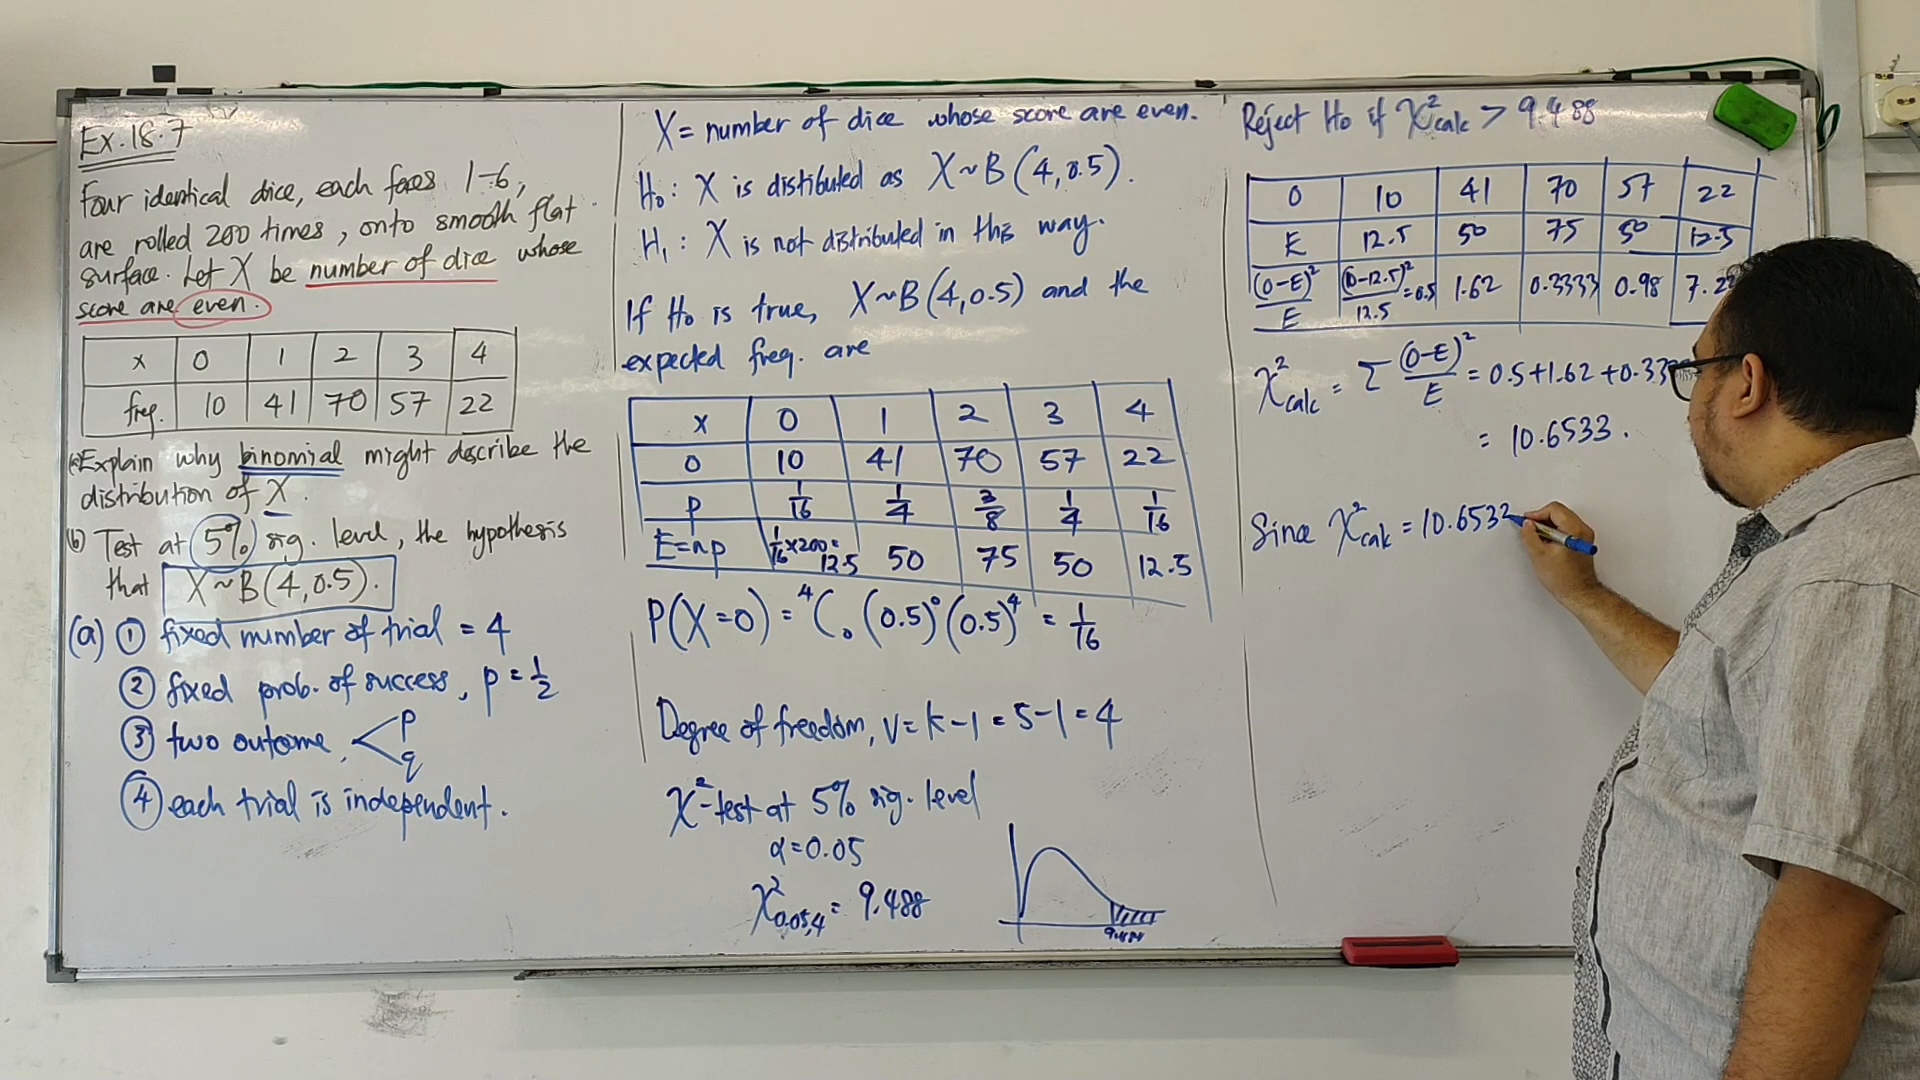 Ex. 18.7
Four identical dice, each faces 1-6,
are rolled 200 times, onto smooth flat
surface. Let X be number of dice whose
score are even.
x 0 1 2 3 4
freq. 10 41 70 57 22
(a) Explain why binomial might describe the
distribution of X.
(b) Test at 5% sig. level, the hypothesis
that X~B(4,0.5).
(a) ① fixed number of trial = 4
② fixed prob. of success, p = 1/2
③ two outcome, < p q
④ each trial is independent.
X = number of dice whose score are even.
H₀: X is distibuted as X~B(4,0.5).
H₁: X is not distributed in this way.
If H₀ is true, X~B(4,0.5) and the
expected freq. are
x 0 1 2 3 4
O 10 41 70 57 22
P 1/16 1/4 3/8 1/4 1/16
E=np 1/16×200= 12.5 50 75 50 12.5
P(X=0) = ⁴C₀ (0.5)⁰ (0.5)⁴ = 1/16
Degree of freedom, v = k-1 = 5-1 = 4
χ²-test at 5% sig. level
α=0.05
χ²0.05,4 = 9.488
9.488
Reject H₀ if χ²calc > 9.488
O 10 41 70 57 22
E 12.5 50 75 50 12.5
(O-E)²/E (10-12.5)²/12.5 = 0.5 1.62 0.3333 0.98 7.22
χ²calc = Σ (O-E)²/E = 0.5+1.62+0.33
= 10.6533.
Since χ²calc = 10.653